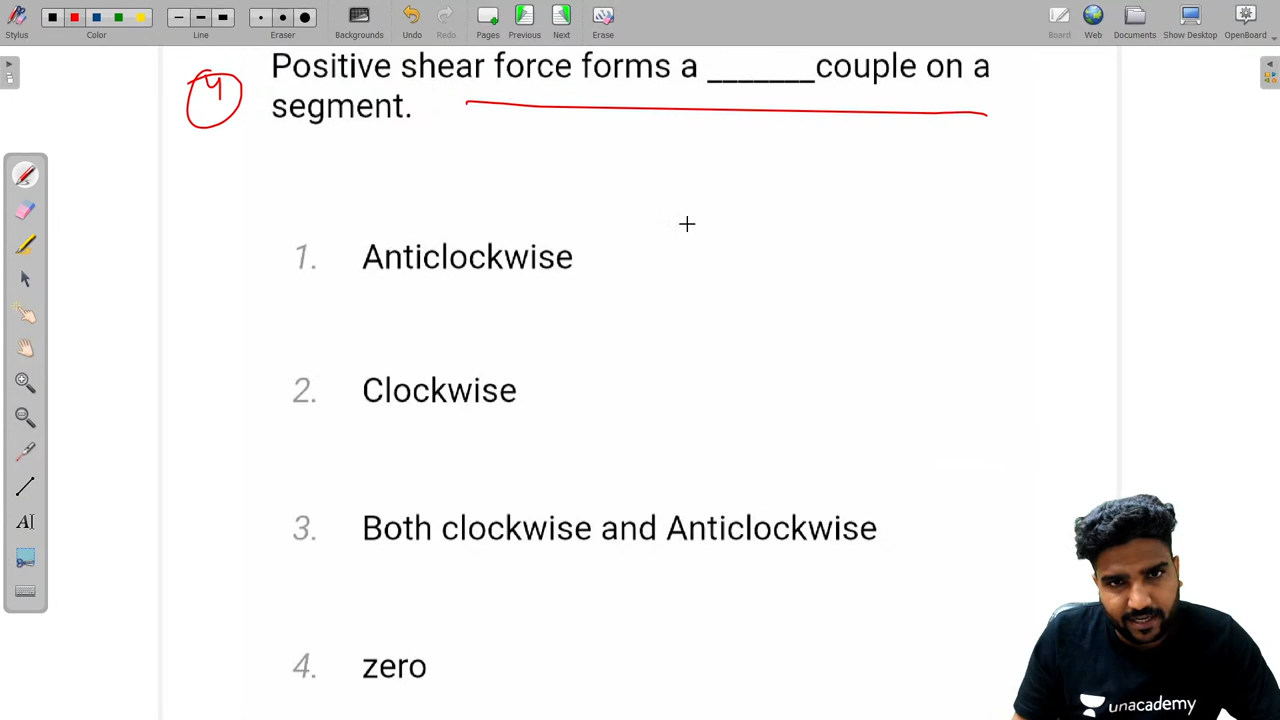 Stylus
Color
Line
Eraser
Backgrounds
Undo
Redo
Pages
Previous
Next
Erase
Board
Web
Documents
Show Desktop
OpenBoard
4
Positive shear force forms a _______couple on a
segment.
1. Anticlockwise
2. Clockwise
3. Both clockwise and Anticlockwise
4. zero
AI
unacademy